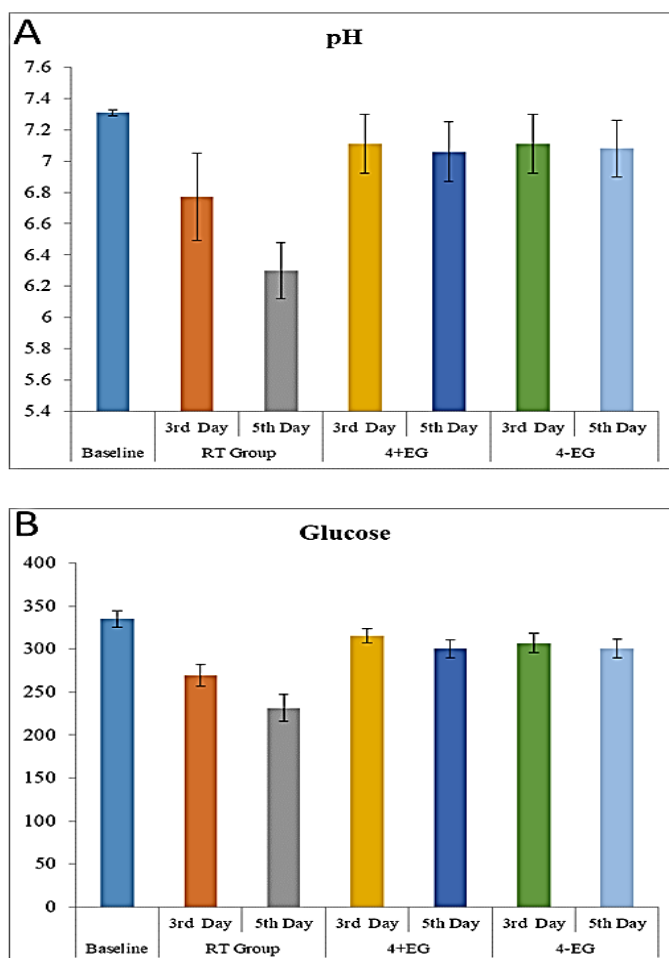 A
pH
7.6
7.4
7.2
7
6.8
6.6
6.4
6.2
6
5.8
5.6
5.4
3rd Day 5th Day 3rd Day 5th Day 3rd Day 5th Day
Baseline RT Group 4+EG 4-EG
B
Glucose
400
350
300
250
200
150
100
50
0
3rd Day 5th Day 3rd Day 5th Day 3rd Day 5th Day
Baseline RT Group 4+EG 4-EG